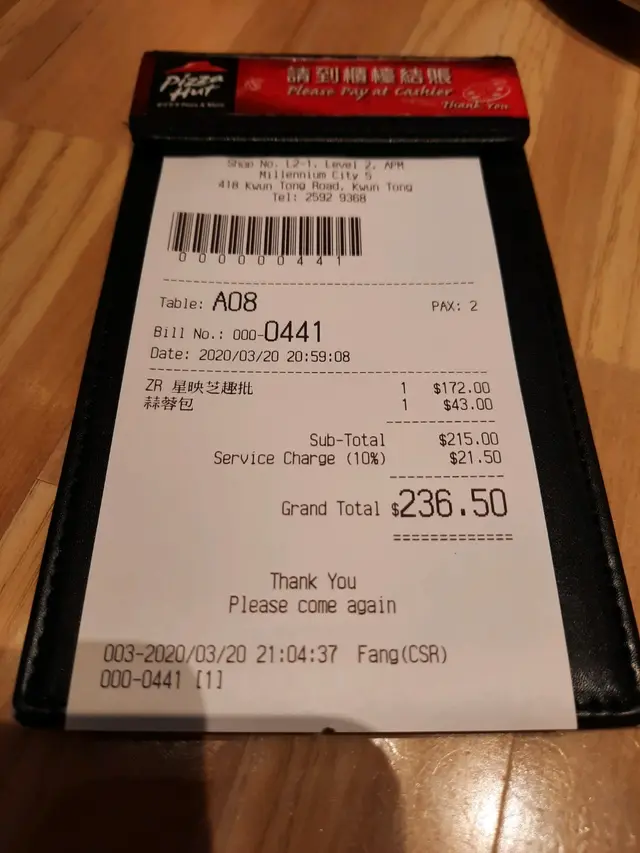 Pizza Hut
請到櫃檯結賬
Please Pay at Cashier
Thank You
Shop No. L2-1, Level 2, APM
Millennium City 5
418 Kwun Tong Road, Kwun Tong
Tel: 2592 9368
000000441
Table: A08 PAX: 2
Bill No.: 000-0441
Date: 2020/03/20 20:59:08
ZR 星映芝趣批 1 $172.00
蒜蓉包 1 $43.00
Sub-Total $215.00
Service Charge (10%) $21.50
Grand Total $236.50
Thank You
Please come again
003-2020/03/20 21:04:37 Fang(CSR)
000-0441 [1]